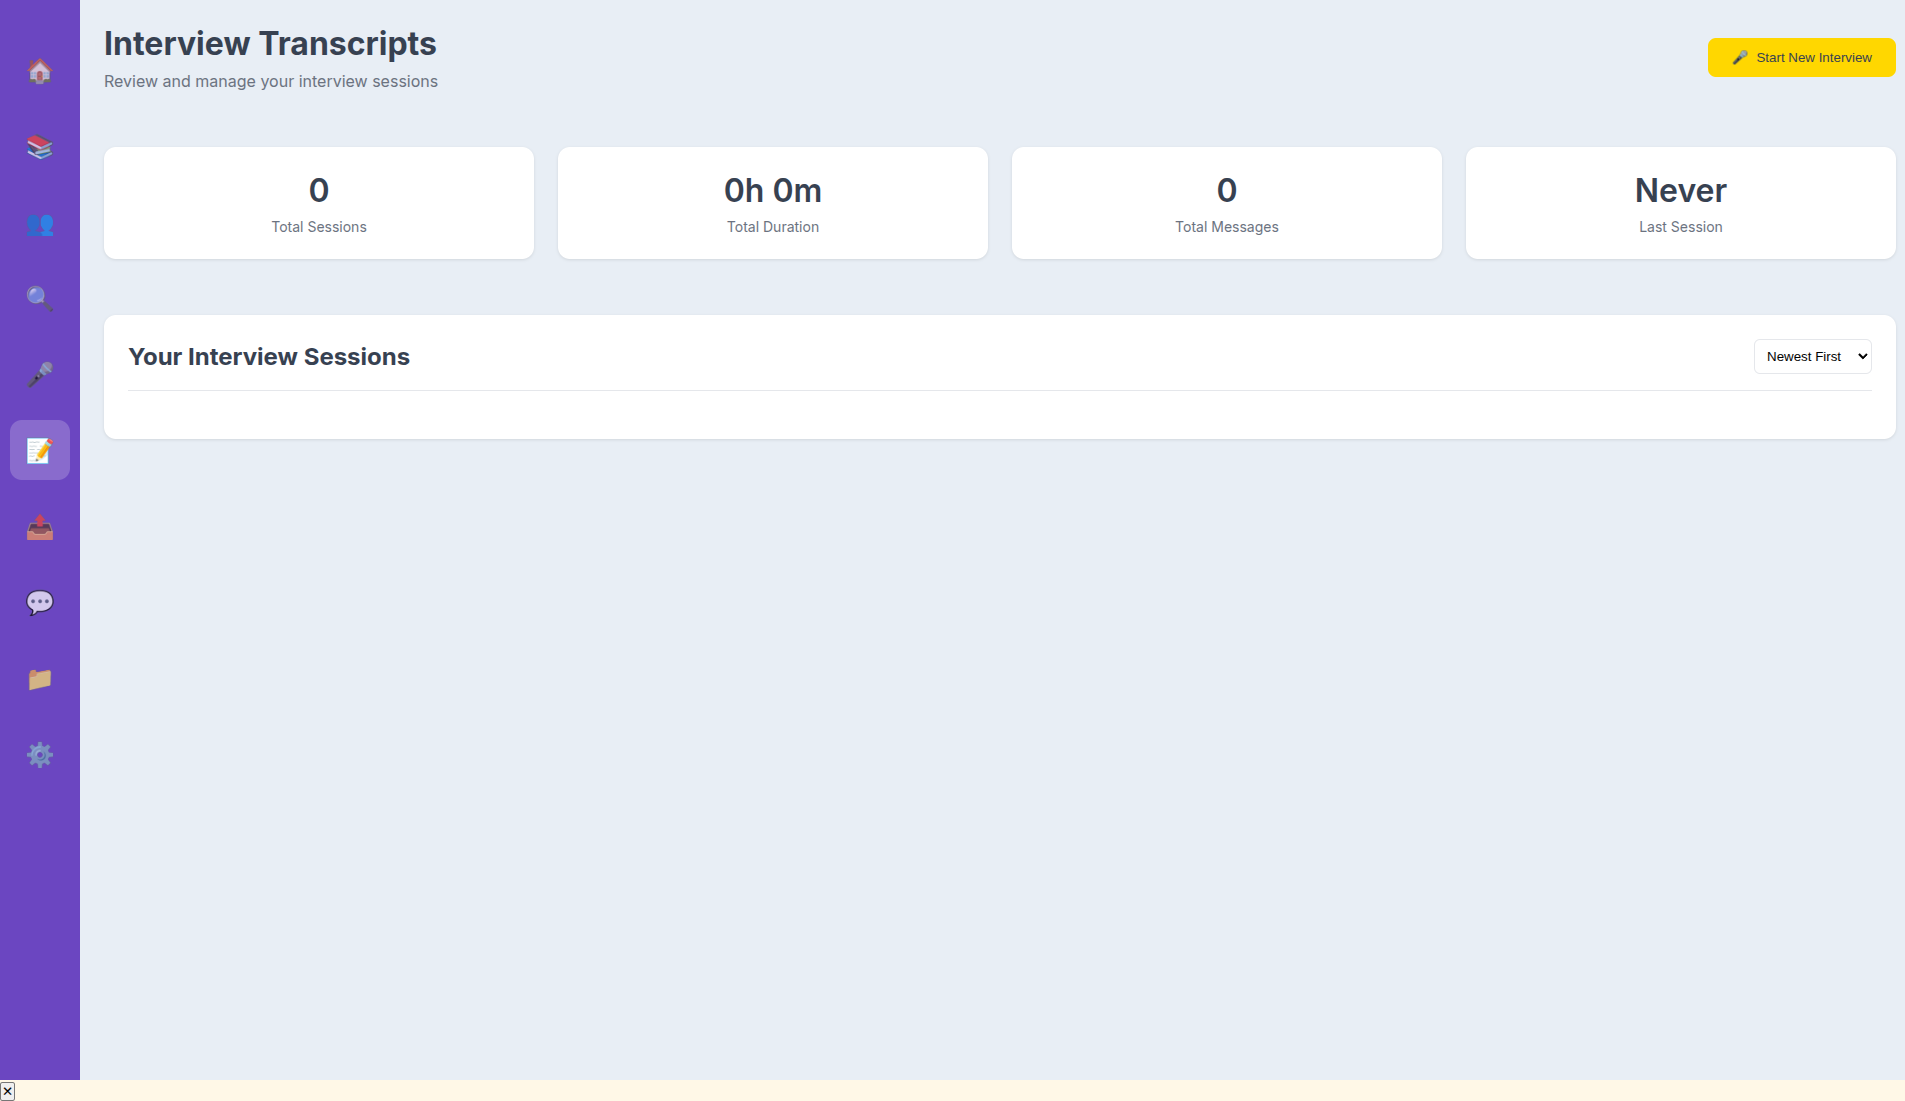 Interview Transcripts
Review and manage your interview sessions
🎤 Start New Interview
0
Total Sessions
0h 0m
Total Duration
0
Total Messages
Never
Last Session
Your Interview Sessions
Newest First
✕